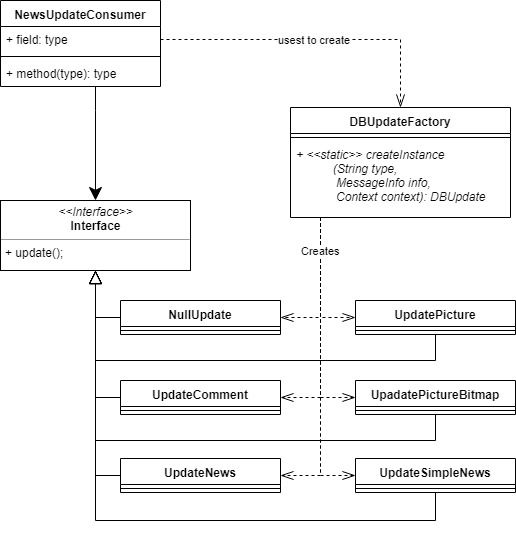 NewsUpdateConsumer
+ field: type
+ method(type): type
usest to create
DBUpdateFactory
+ <<static>> createInstance
(String type,
MessageInfo info,
Context context): DBUpdate
<<Interface>>
Interface
+ update();
Creates
NullUpdate
UpdatePicture
UpdateComment
UpadatePictureBitmap
UpdateNews
UpdateSimpleNews